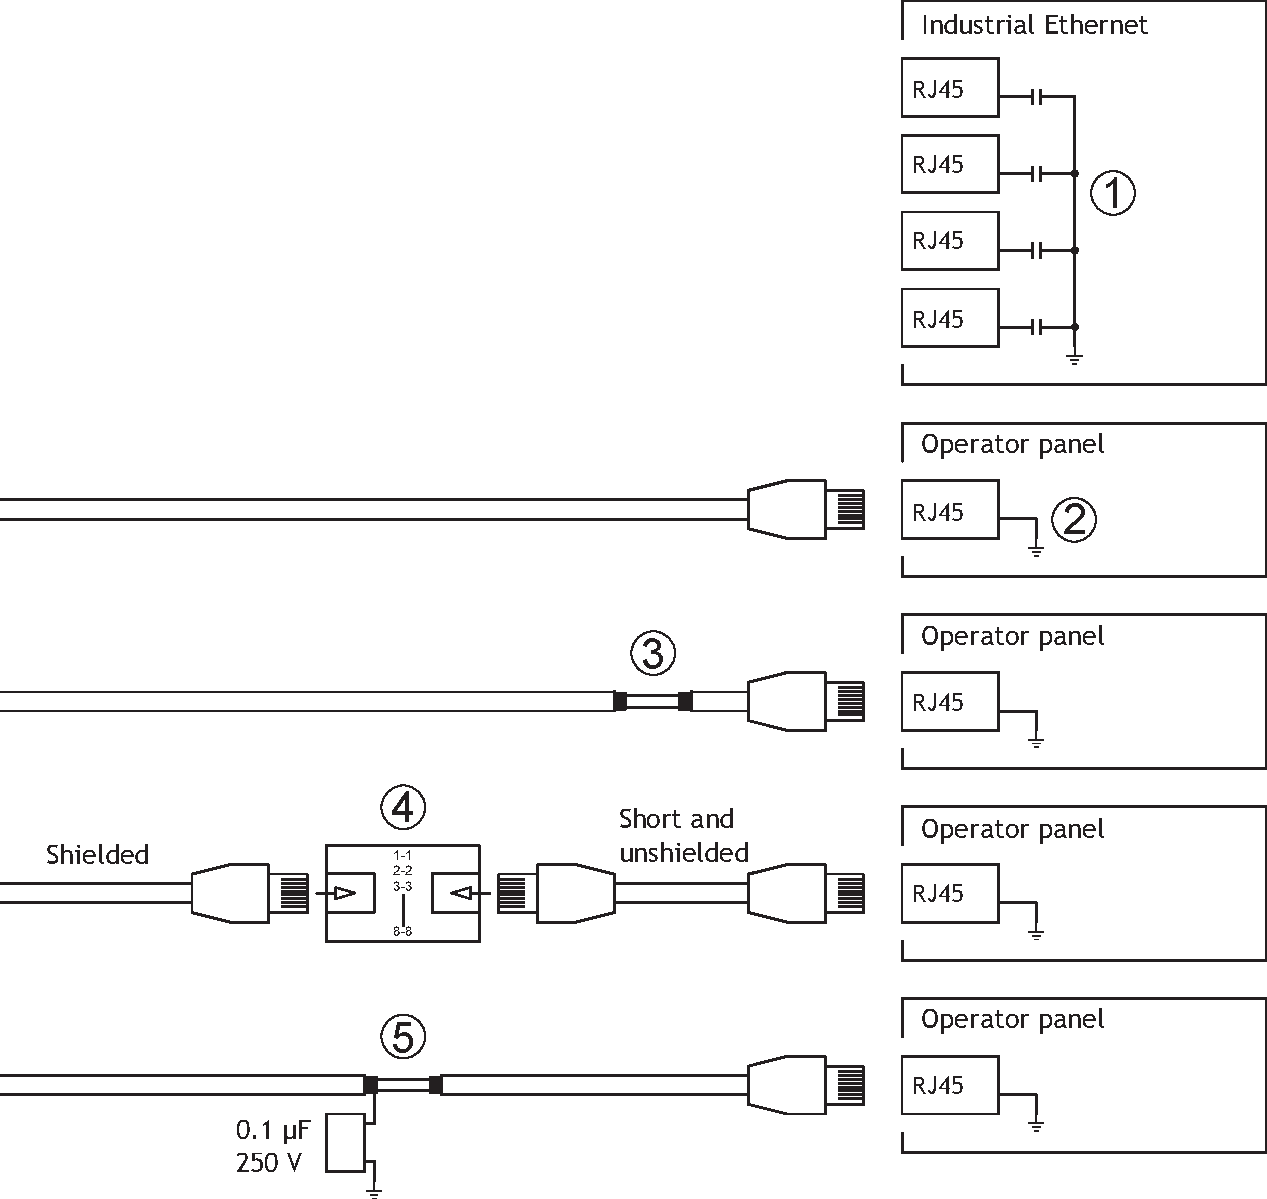 Industrial Ethernet
RJ45
RJ45
①
RJ45
RJ45
Operator panel
RJ45
②
Operator panel
③
RJ45
④
Short and
unshielded
Operator panel
Shielded
1-1
2-2
3-3
8-8
RJ45
Operator panel
⑤
RJ45
0.1 µF
250 V